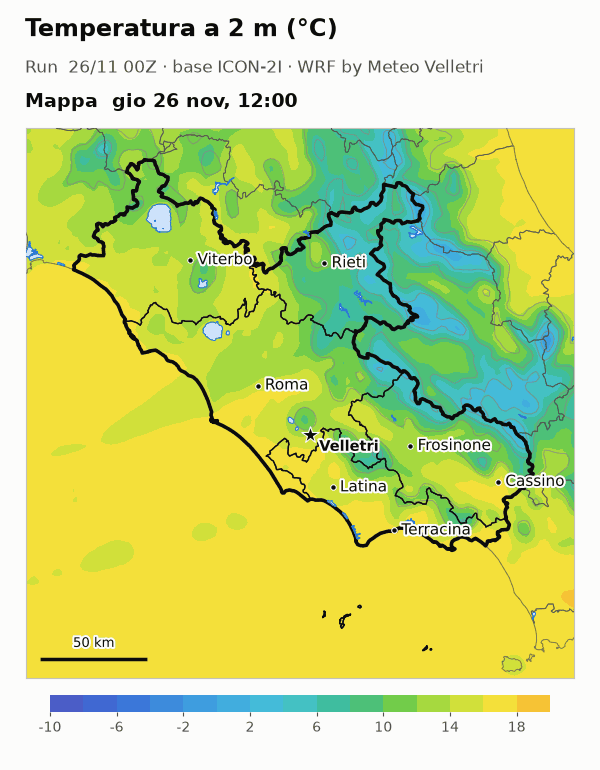 Temperatura a 2 m (°C)
Run  26/11 00Z · base ICON-2I · WRF by Meteo Velletri
Mappa  gio 26 nov, 12:00
Viterbo
Rieti
Roma
Velletri
Frosinone
Cassino
Latina
Terracina
50 km
-10 -6 -2 2 6 10 14 18